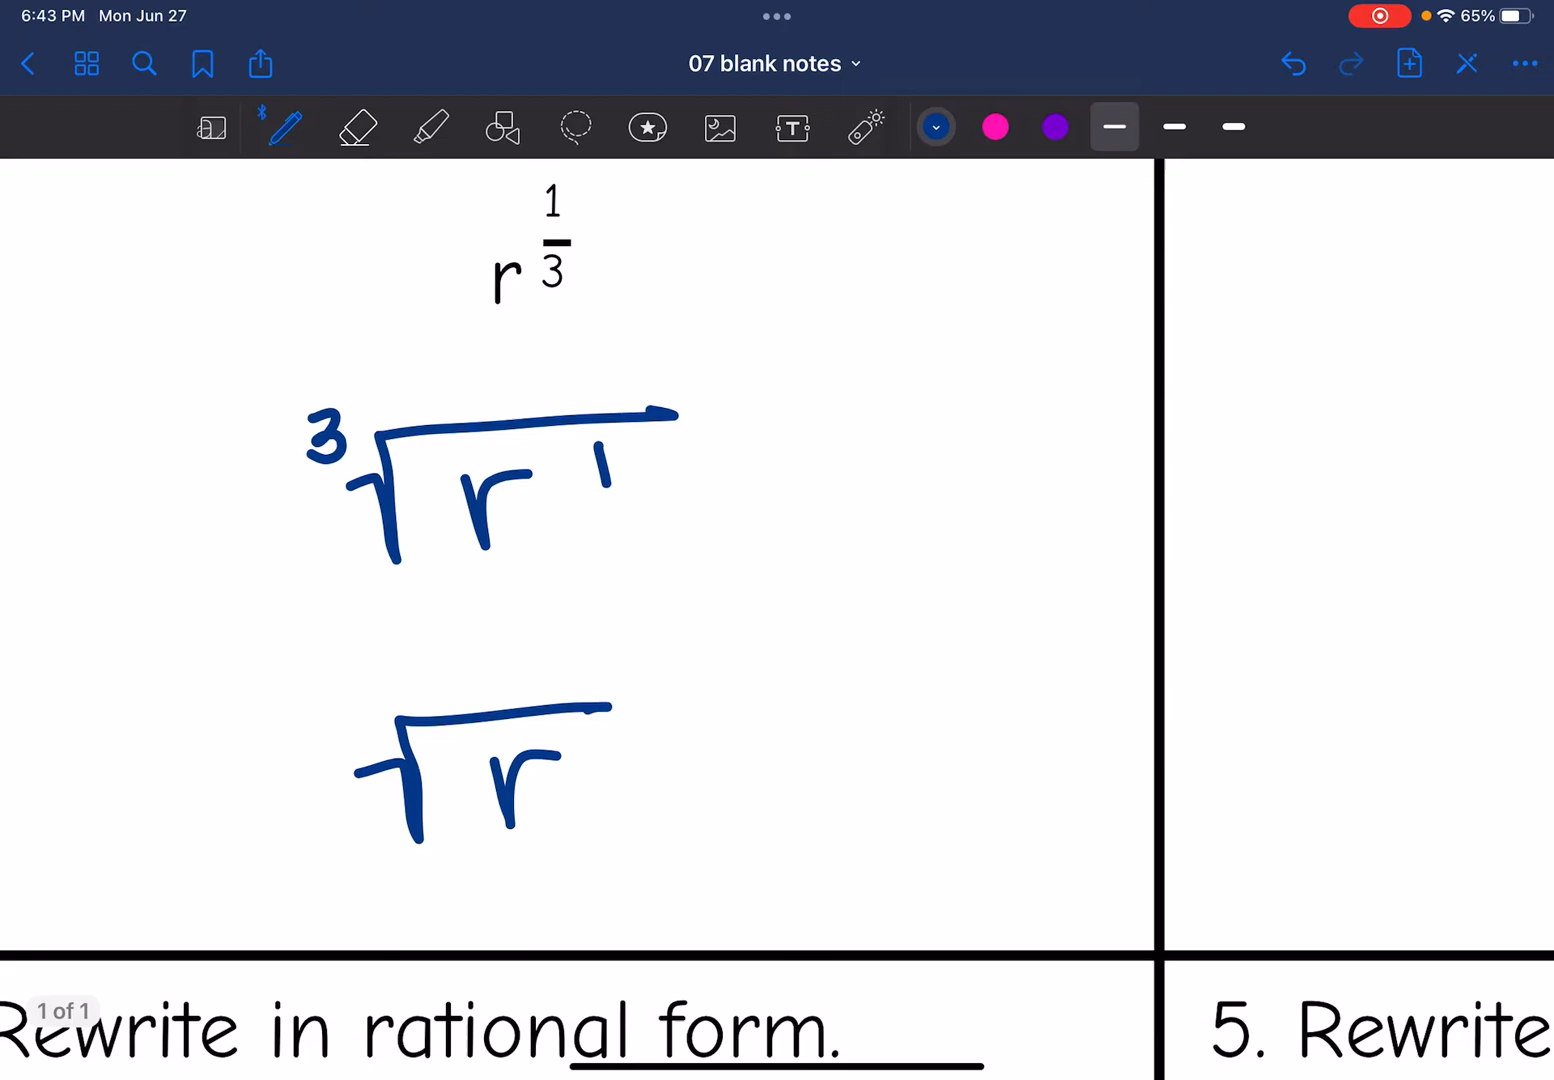 6:43 PM Mon Jun 27
65%
07 blank notes
T
1
r 3
3 √ r 1
√ r
Rewrite in rational form.
1 of 1
5. Rewrite